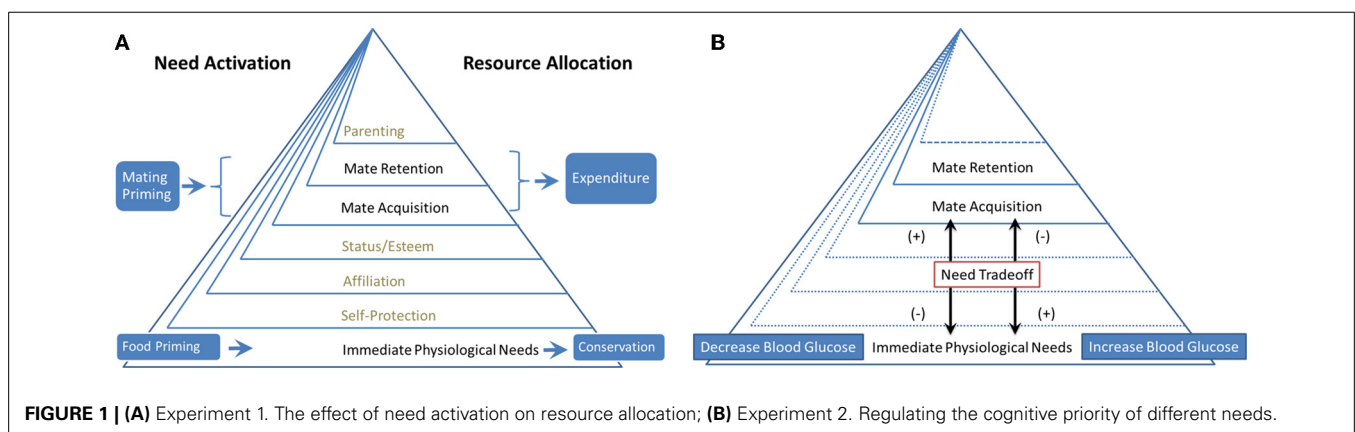 A
Need Activation
Resource Allocation
Parenting
Mate Retention
Mating
Priming
Expenditure
Mate Acquisition
Status/Esteem
Affiliation
Self-Protection
Food Priming
Immediate Physiological Needs
Conservation
B
Mate Retention
Mate Acquisition
(+)
(-)
Need Tradeoff
(-)
(+)
Decrease Blood Glucose
Immediate Physiological Needs
Increase Blood Glucose
FIGURE 1 | (A) Experiment 1. The effect of need activation on resource allocation; (B) Experiment 2. Regulating the cognitive priority of different needs.